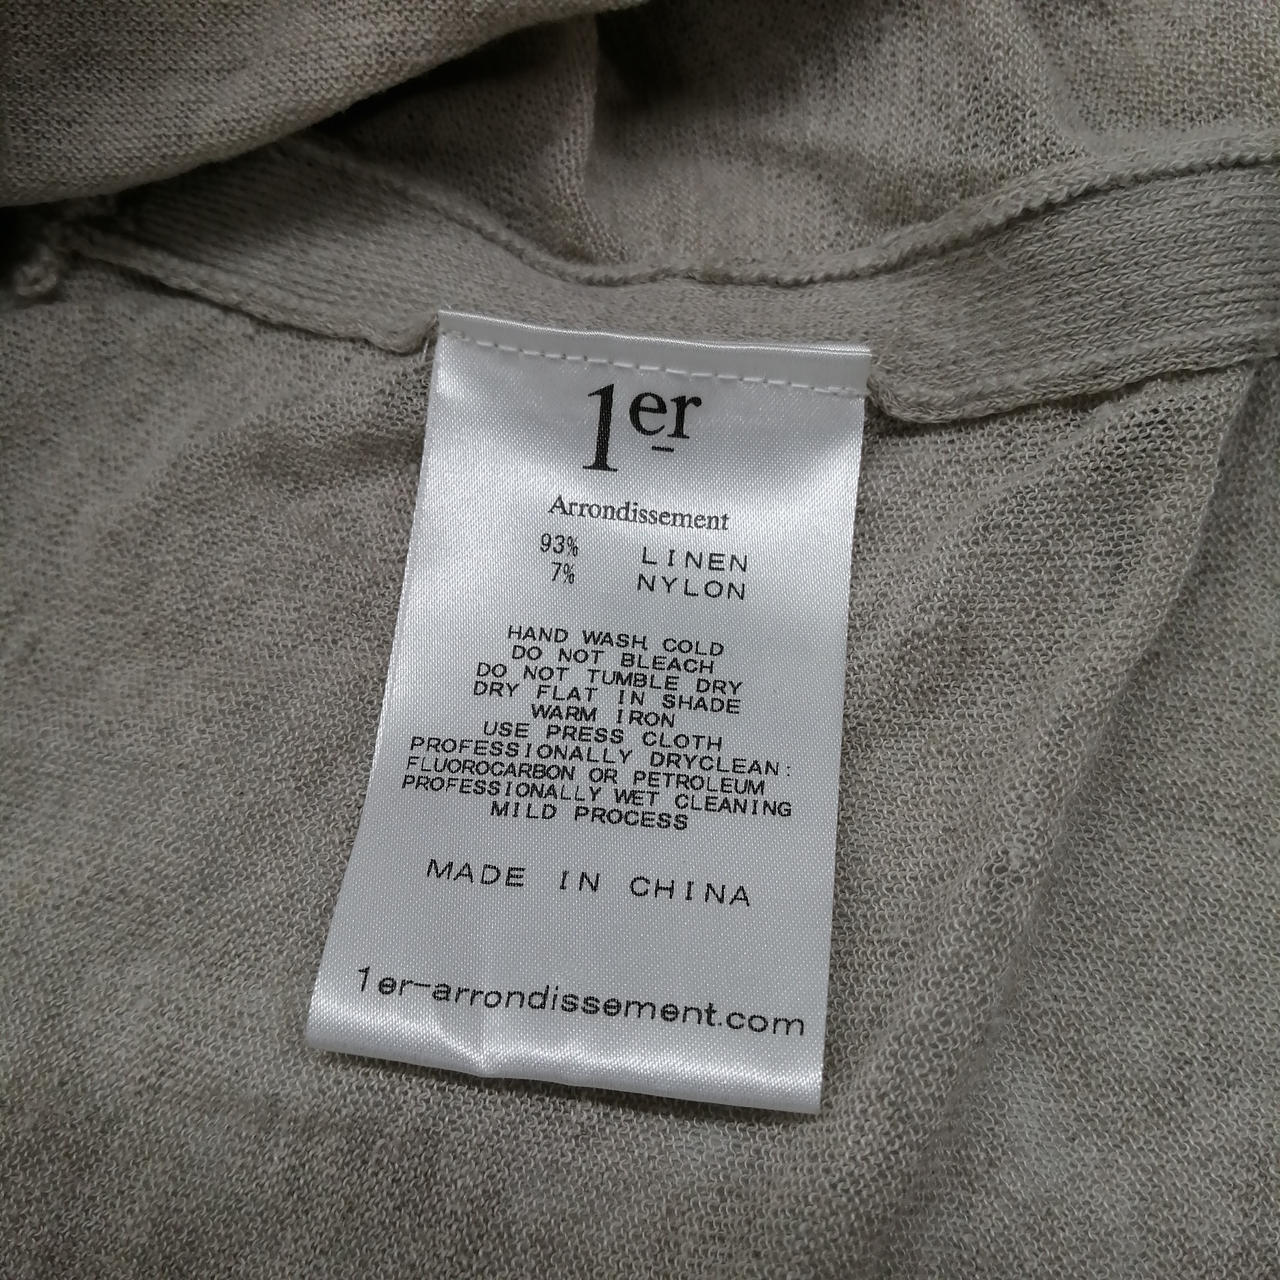 1er
Arrondissement
93% LINEN
7% NYLON
HAND WASH COLD
DO NOT BLEACH
DO NOT TUMBLE DRY
DRY FLAT IN SHADE
WARM IRON
USE PRESS CLOTH
PROFESSIONALLY DRYCLEAN:
FLUOROCARBON OR PETROLEUM
PROFESSIONALLY WET CLEANING
MILD PROCESS
MADE IN CHINA
1er-arrondissement.com